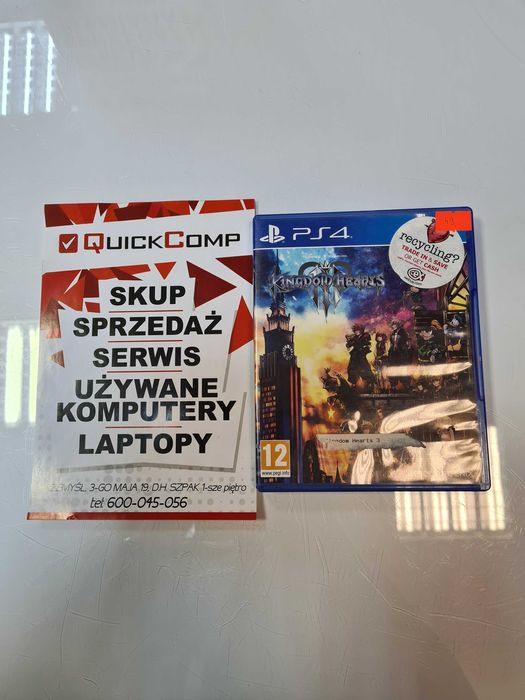 QUICKCOMP
SKUP
SPRZEDAŻ
SERWIS
UŻYWANE
KOMPUTERY
LAPTOPY
3-GO MAJA 19, D.H. SZPAK 1-sze piętro
tel: 600-045-056
PS4
49
recycling?
TRADE IN & SAVE
OR GET CASH
KINGDOM HEARTS
III
Kingdom Hearts 3
12
www.pegi.info